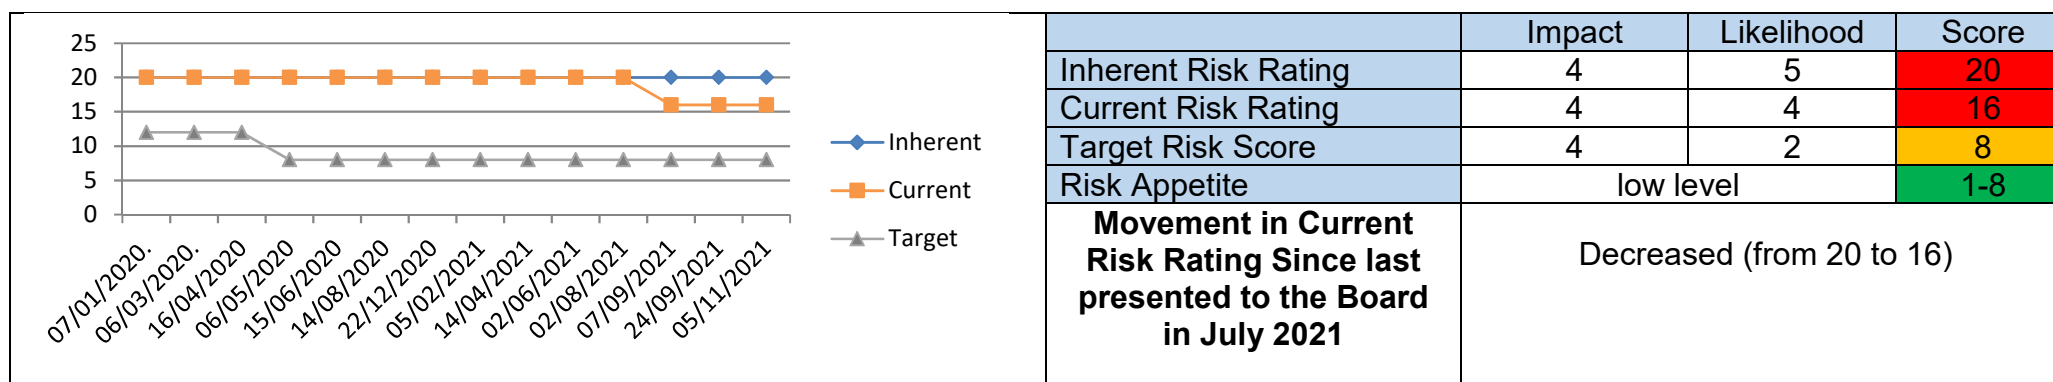 25
20
15
10
5
0
07/01/2020.
06/03/2020.
16/04/2020
06/05/2020
15/06/2020
14/08/2020
22/12/2020
05/02/2021
14/04/2021
02/06/2021
02/08/2021
07/09/2021
24/09/2021
05/11/2021
Inherent
Current
Target
Impact Likelihood Score
Inherent Risk Rating 4 5 20
Current Risk Rating 4 4 16
Target Risk Score 4 2 8
Risk Appetite low level 1-8
Movement in Current
Risk Rating Since last
presented to the Board
in July 2021
Decreased (from 20 to 16)